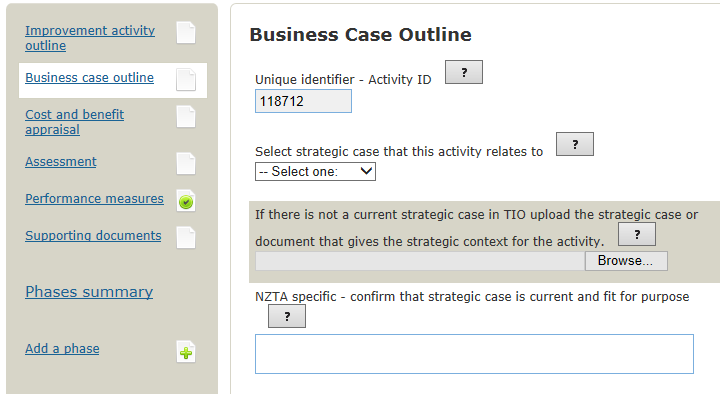 Improvement activity
outline
Business case outline
Cost and benefit
appraisal
Assessment
Performance measures
Supporting documents
Phases summary
Add a phase
Business Case Outline
Unique identifier - Activity ID ?
118712
Select strategic case that this activity relates to ?
-- Select one:
If there is not a current strategic case in TIO upload the strategic case or
document that gives the strategic context for the activity. ?
Browse...
NZTA specific - confirm that strategic case is current and fit for purpose
?